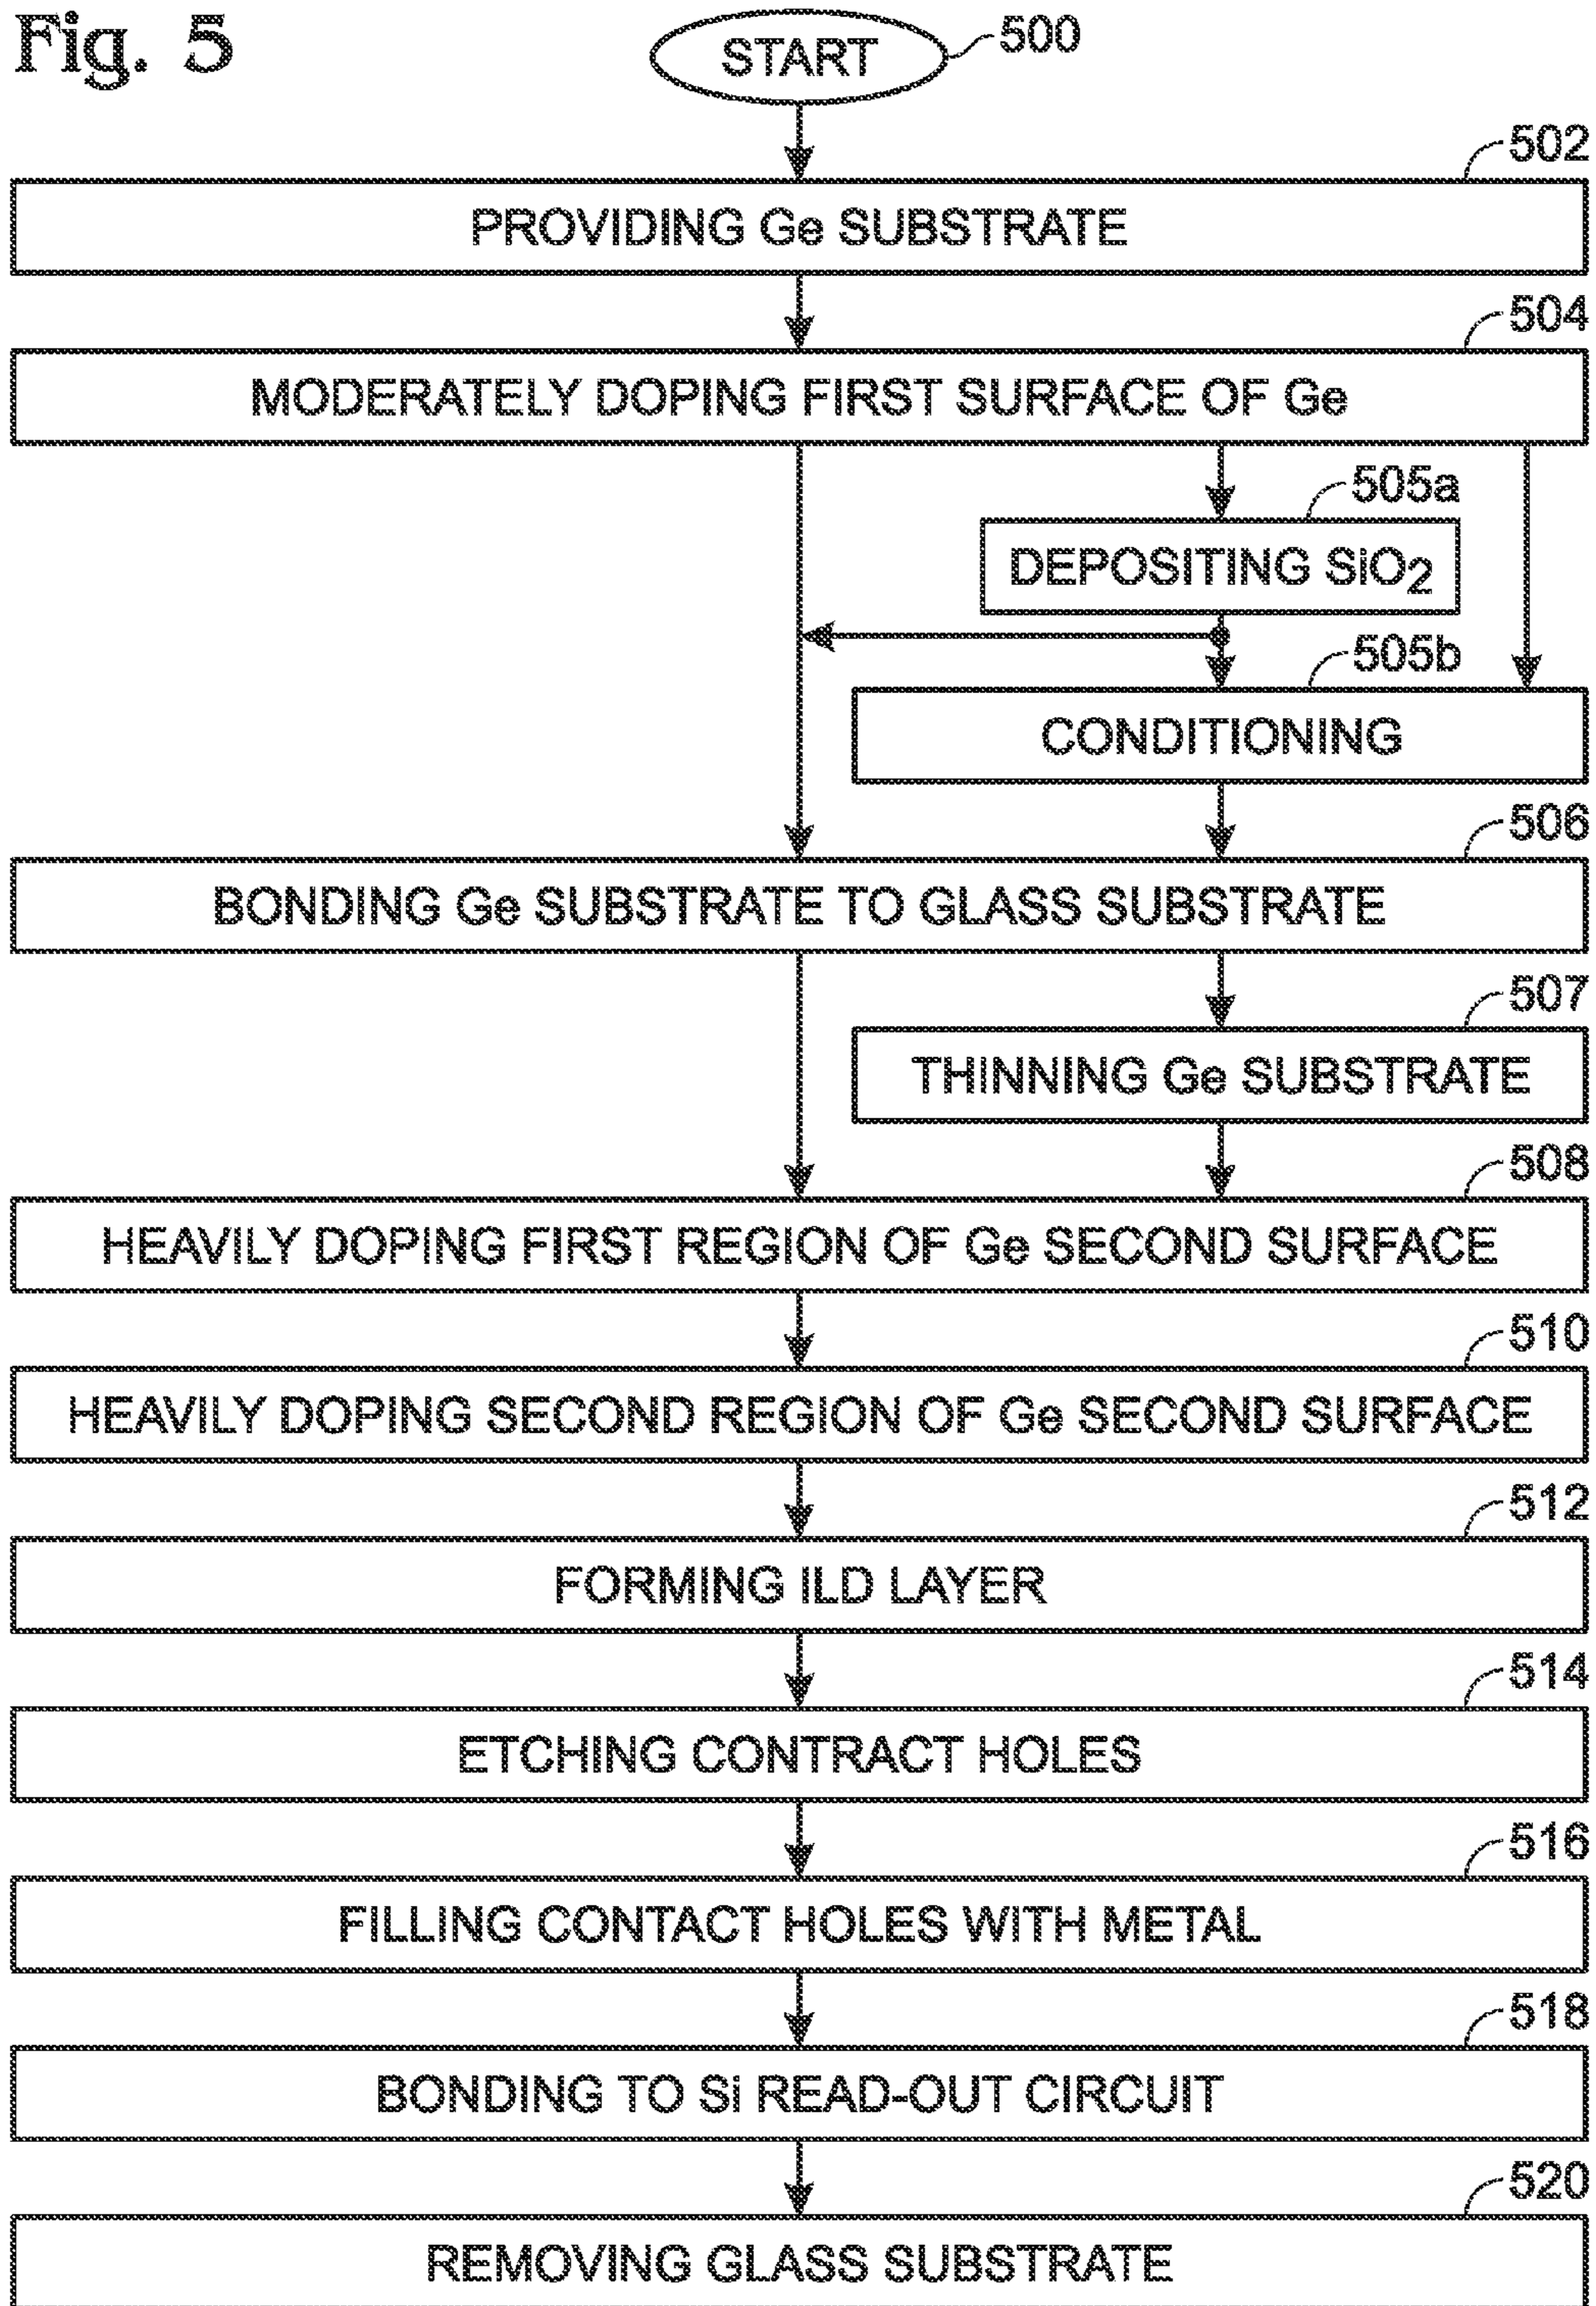 Fig. 5
START
500
502
PROVIDING Ge SUBSTRATE
504
MODERATELY DOPING FIRST SURFACE OF Ge
505a
DEPOSITING SiO₂
505b
CONDITIONING
506
BONDING Ge SUBSTRATE TO GLASS SUBSTRATE
507
THINNING Ge SUBSTRATE
508
HEAVILY DOPING FIRST REGION OF Ge SECOND SURFACE
510
HEAVILY DOPING SECOND REGION OF Ge SECOND SURFACE
512
FORMING ILD LAYER
514
ETCHING CONTRACT HOLES
516
FILLING CONTACT HOLES WITH METAL
518
BONDING TO Si READ-OUT CIRCUIT
520
REMOVING GLASS SUBSTRATE